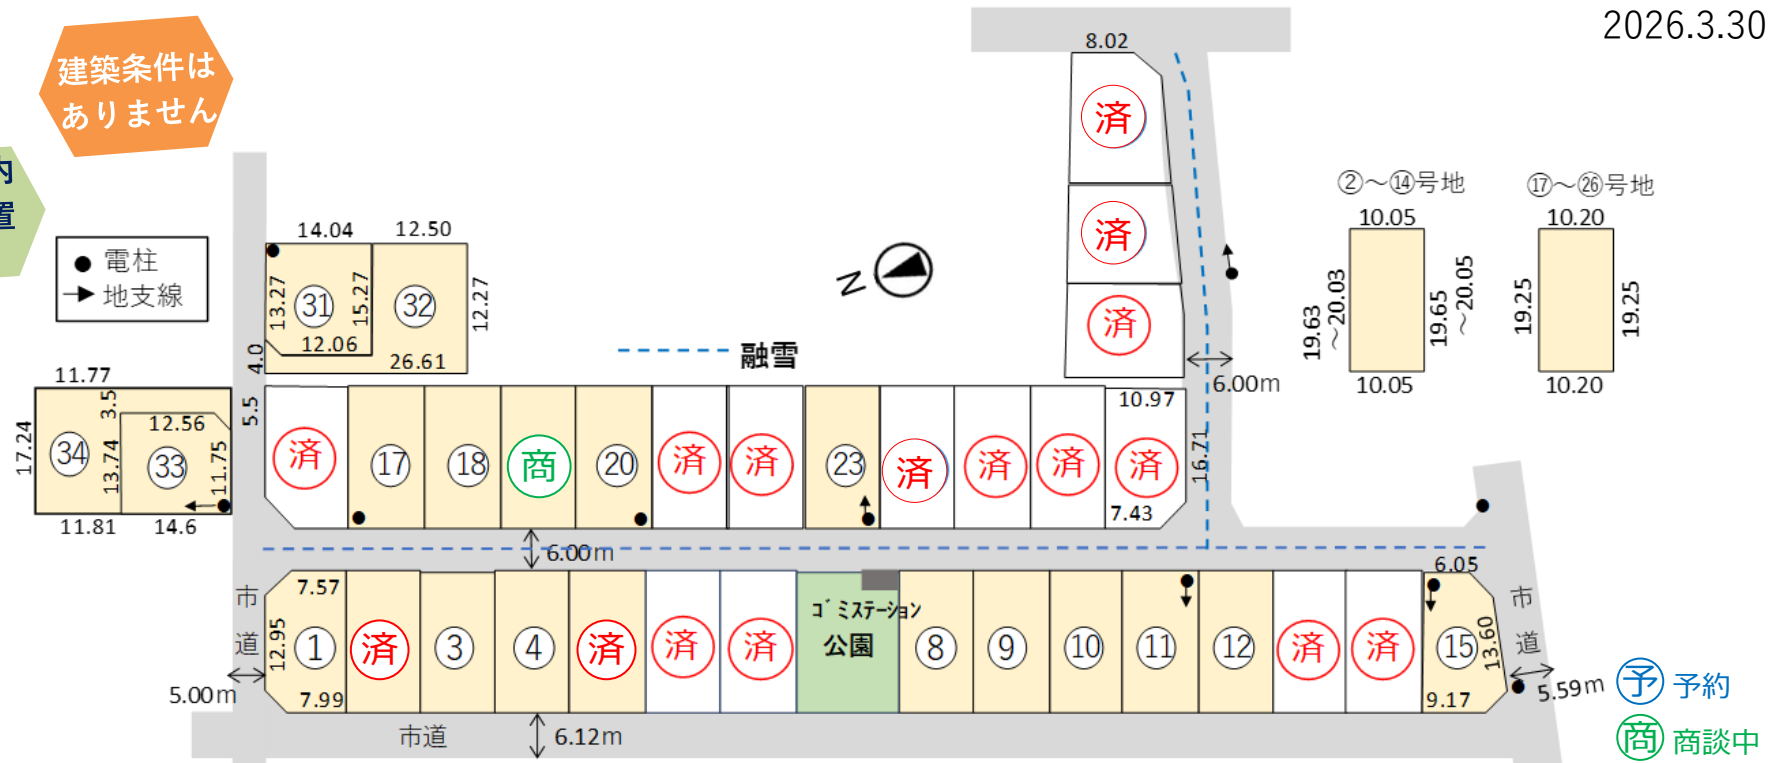 2026.3.30
建築条件は
ありません
内
置
電柱
地支線
8.02
済
済
済
6.00m
②～⑭号地
10.05
19.63
～20.03
19.65
～20.05
10.05
⑰～㉖号地
10.20
19.25
19.25
10.20
N
融雪
14.04
12.50
13.27
㉛
15.27
㉜
12.27
12.06
26.61
4.0
5.5
11.77
3.5
12.56
17.24
㉞
13.74
㉝
11.75
11.81
14.6
済
⑰
⑱
商
⑳
済
済
㉓
済
済
済
済
10.97
16.71
7.43
6.00m
市道
5.00m
7.57
12.95
①
7.99
済
③
④
済
済
済
ゴミステーション
公園
⑧
⑨
⑩
⑪
⑫
済
済
6.05
⑮
13.60
9.17
市道
5.59m
市道
6.12m
予 予約
商 商談中